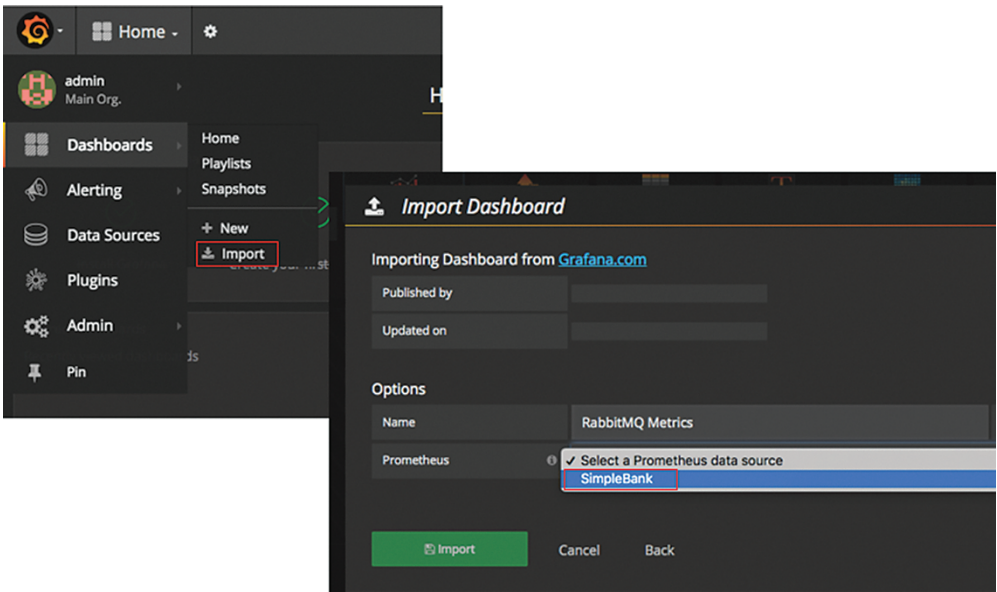 Home
admin
Main Org.
H
Dashboards
Home
Playlists
Snapshots
Alerting
Data Sources
New
Import
Plugins
Admin
Pin
Import Dashboard
Importing Dashboard from Grafana.com
Published by
Updated on
Options
Name RabbitMQ Metrics
Prometheus
Select a Prometheus data source
SimpleBank
Import Cancel Back